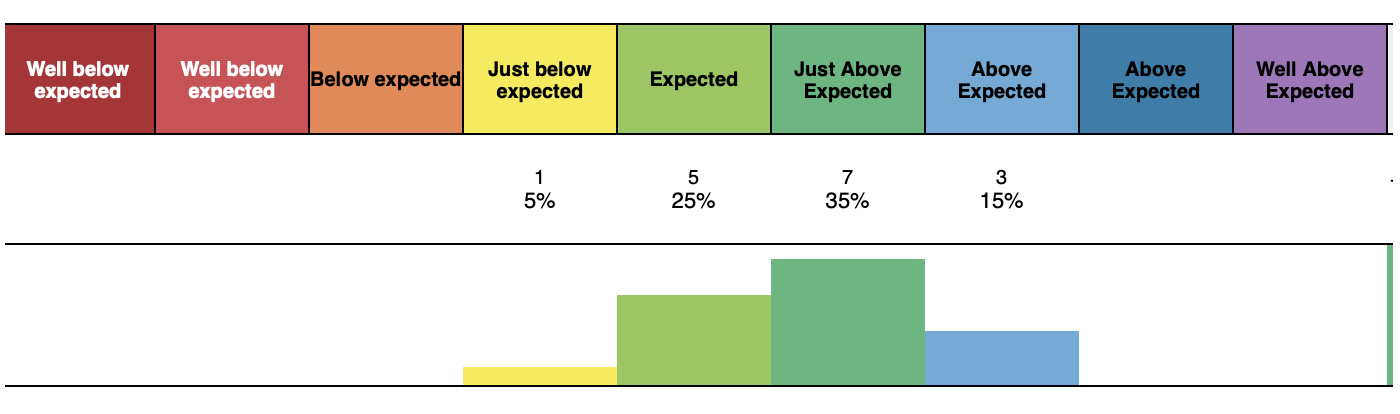 Well below
expected
Well below
expected
Below expected
Just below
expected
Expected
Just Above
Expected
Above
Expected
Above
Expected
Well Above
Expected
1
5%
5
25%
7
35%
3
15%